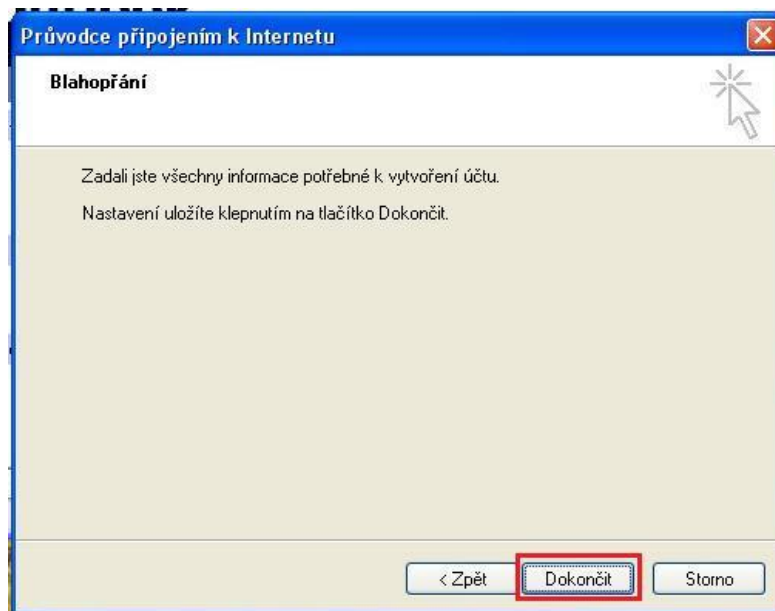 Průvodce připojením k Internetu
Blahopřání
Zadali jste všechny informace potřebné k vytvoření účtu.
Nastavení uložíte klepnutím na tlačítko Dokončit.
< Zpět
Dokončit
Storno